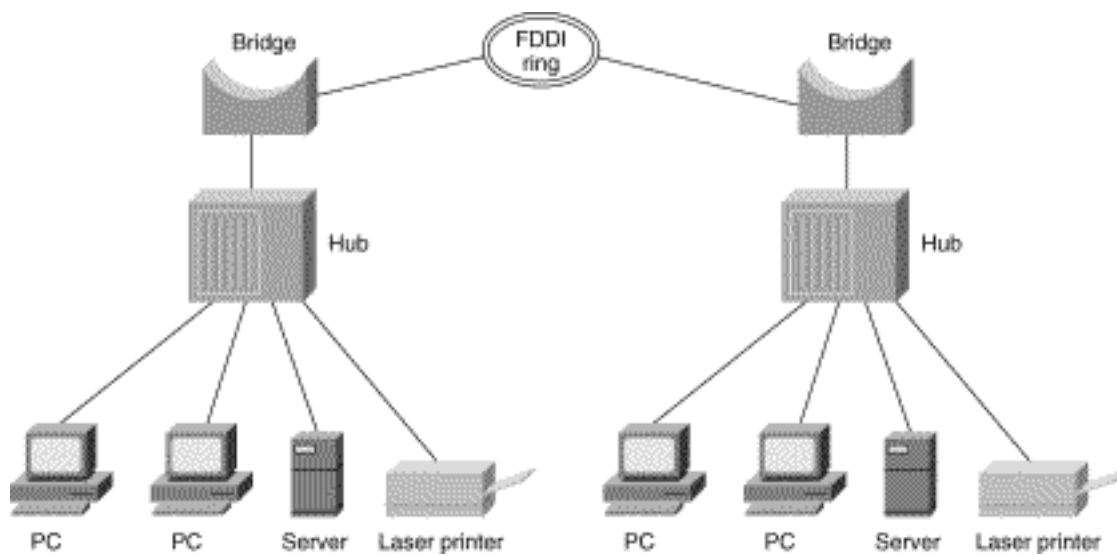 Bridge
FDDI
ring
Bridge
Hub
Hub
PC
PC
Server
Laser printer
PC
PC
Server
Laser printer